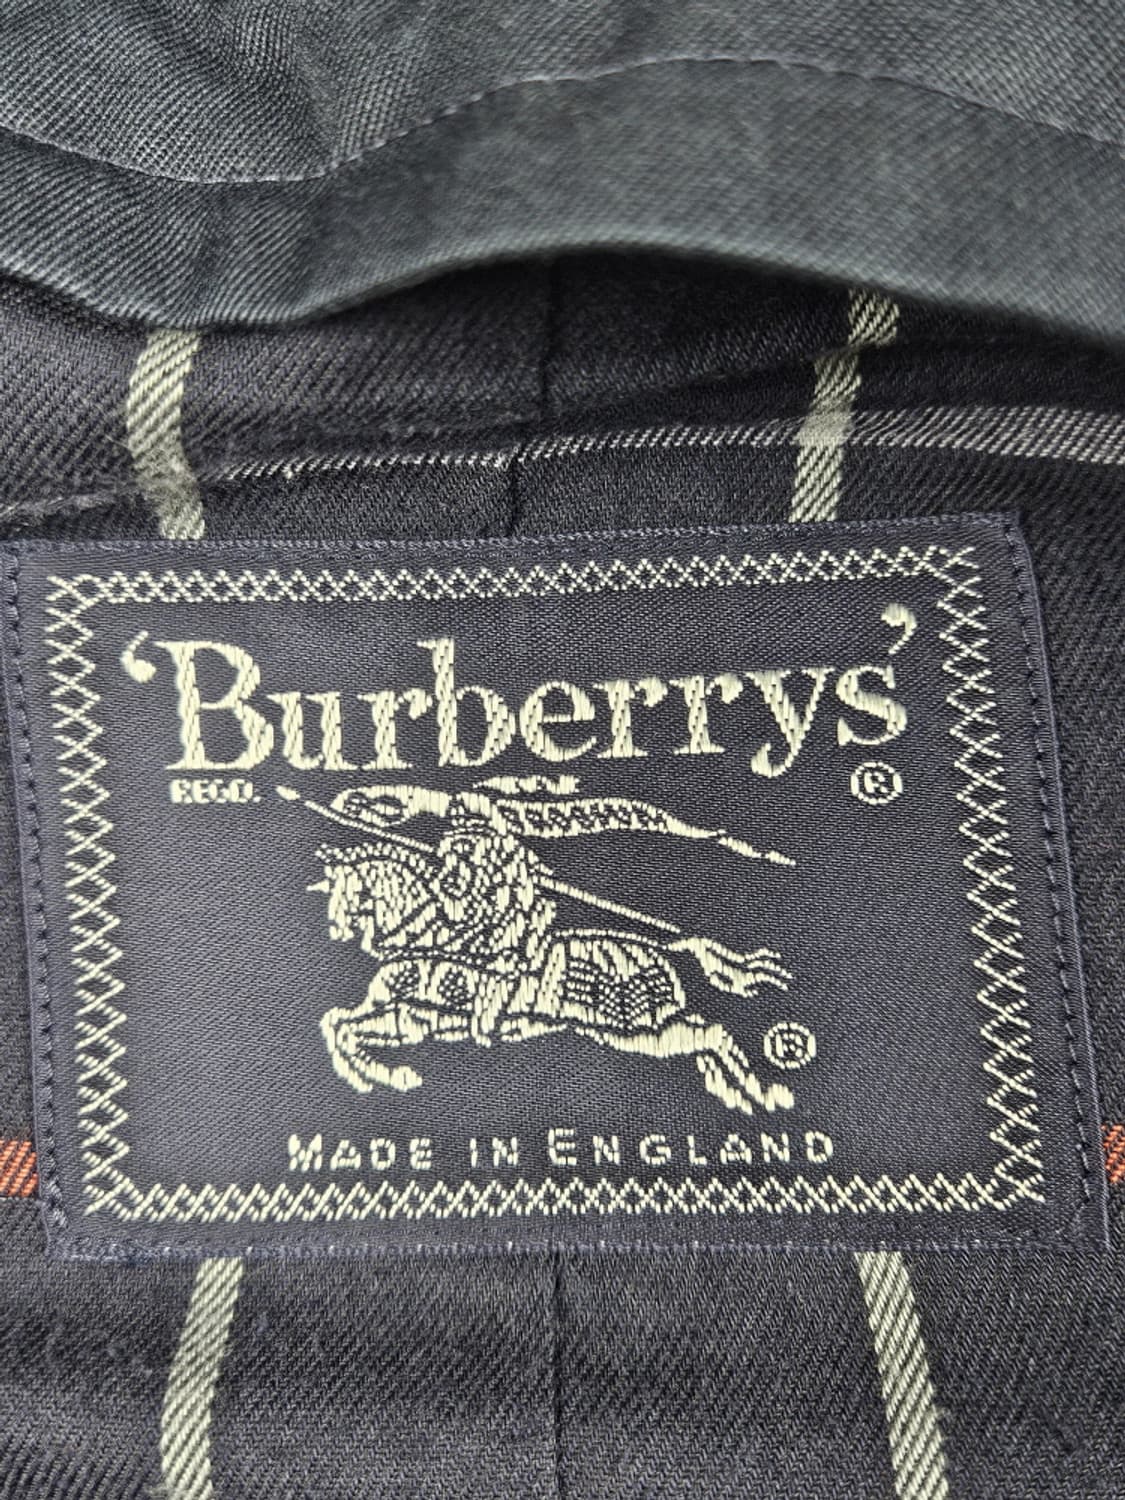 ‘Burberrys’
REGD. ®
®
MADE IN ENGLAND